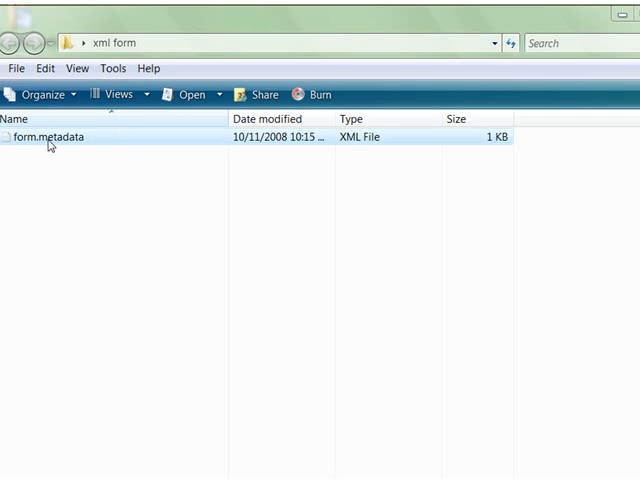 xml form
Search
File Edit View Tools Help
Organize Views Open Share Burn
Name Date modified Type Size
form.metadata 10/11/2008 10:15 ... XML File 1 KB